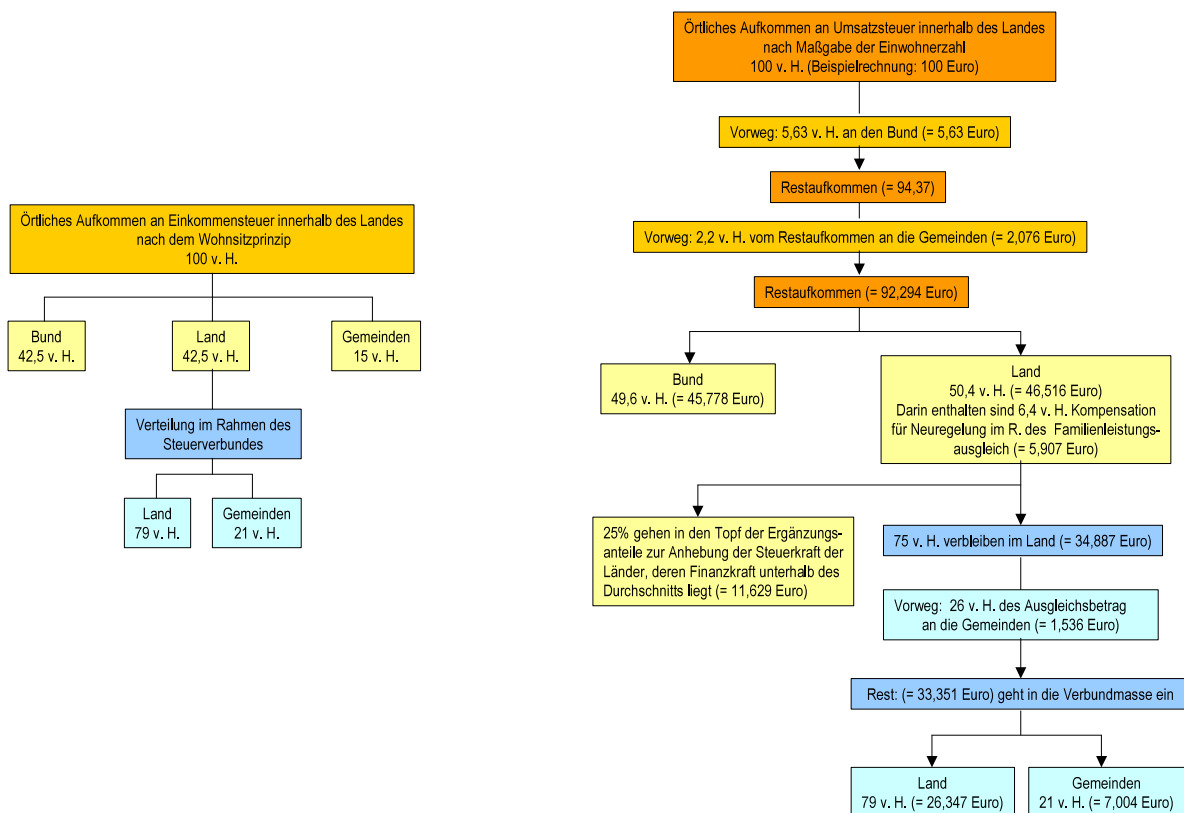 Örtliches Aufkommen an Einkommensteuer innerhalb des Landes
nach dem Wohnsitzprinzip
100 v. H.
Bund
42,5 v. H.
Land
42,5 v. H.
Gemeinden
15 v. H.
Verteilung im Rahmen des
Steuerverbundes
Land
79 v. H.
Gemeinden
21 v. H.
Örtliches Aufkommen an Umsatzsteuer innerhalb des Landes
nach Maßgabe der Einwohnerzahl
100 v. H. (Beispielrechnung: 100 Euro)
Vorweg: 5,63 v. H. an den Bund (= 5,63 Euro)
Restaufkommen (= 94,37)
Vorweg: 2,2 v. H. vom Restaufkommen an die Gemeinden (= 2,076 Euro)
Restaufkommen (= 92,294 Euro)
Bund
49,6 v. H. (= 45,778 Euro)
Land
50,4 v. H. (= 46,516 Euro)
Darin enthalten sind 6,4 v. H. Kompensation
für Neuregelung im R. des Familienleistungs-
ausgleich (= 5,907 Euro)
25% gehen in den Topf der Ergänzungs-
anteile zur Anhebung der Steuerkraft der
Länder, deren Finanzkraft unterhalb des
Durchschnitts liegt (= 11,629 Euro)
75 v. H. verbleiben im Land (= 34,887 Euro)
Vorweg: 26 v. H. des Ausgleichsbetrag
an die Gemeinden (= 1,536 Euro)
Rest: (= 33,351 Euro) geht in die Verbundmasse ein
Land
79 v. H. (= 26,347 Euro)
Gemeinden
21 v. H. (= 7,004 Euro)